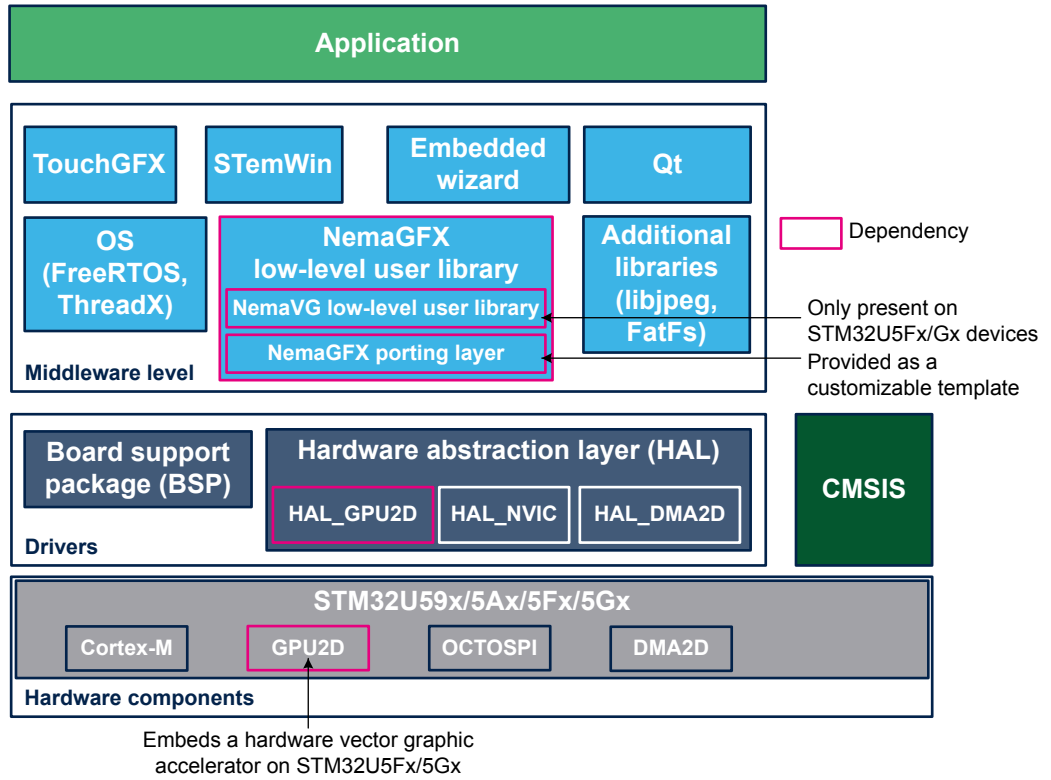 Application
TouchGFX
STemWin
Embedded
wizard
Qt
OS
(FreeRTOS,
ThreadX)
NemaGFX
low-level user library
NemaVG low-level user library
NemaGFX porting layer
Additional
libraries
(libjpeg,
FatFs)
Middleware level
Dependency
Only present on
STM32U5Fx/Gx devices
Provided as a
customizable template
Board support
package (BSP)
Hardware abstraction layer (HAL)
HAL_GPU2D
HAL_NVIC
HAL_DMA2D
Drivers
CMSIS
STM32U59x/5Ax/5Fx/5Gx
Cortex-M
GPU2D
OCTOSPI
DMA2D
Hardware components
Embeds a hardware vector graphic
accelerator on STM32U5Fx/5Gx